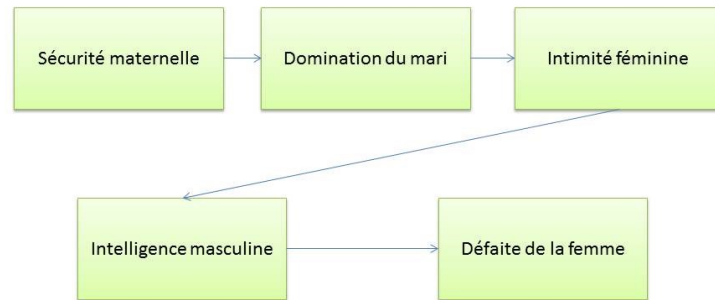 Sécurité maternelle
Domination du mari
Intimité féminine
Intelligence masculine
Défaite de la femme